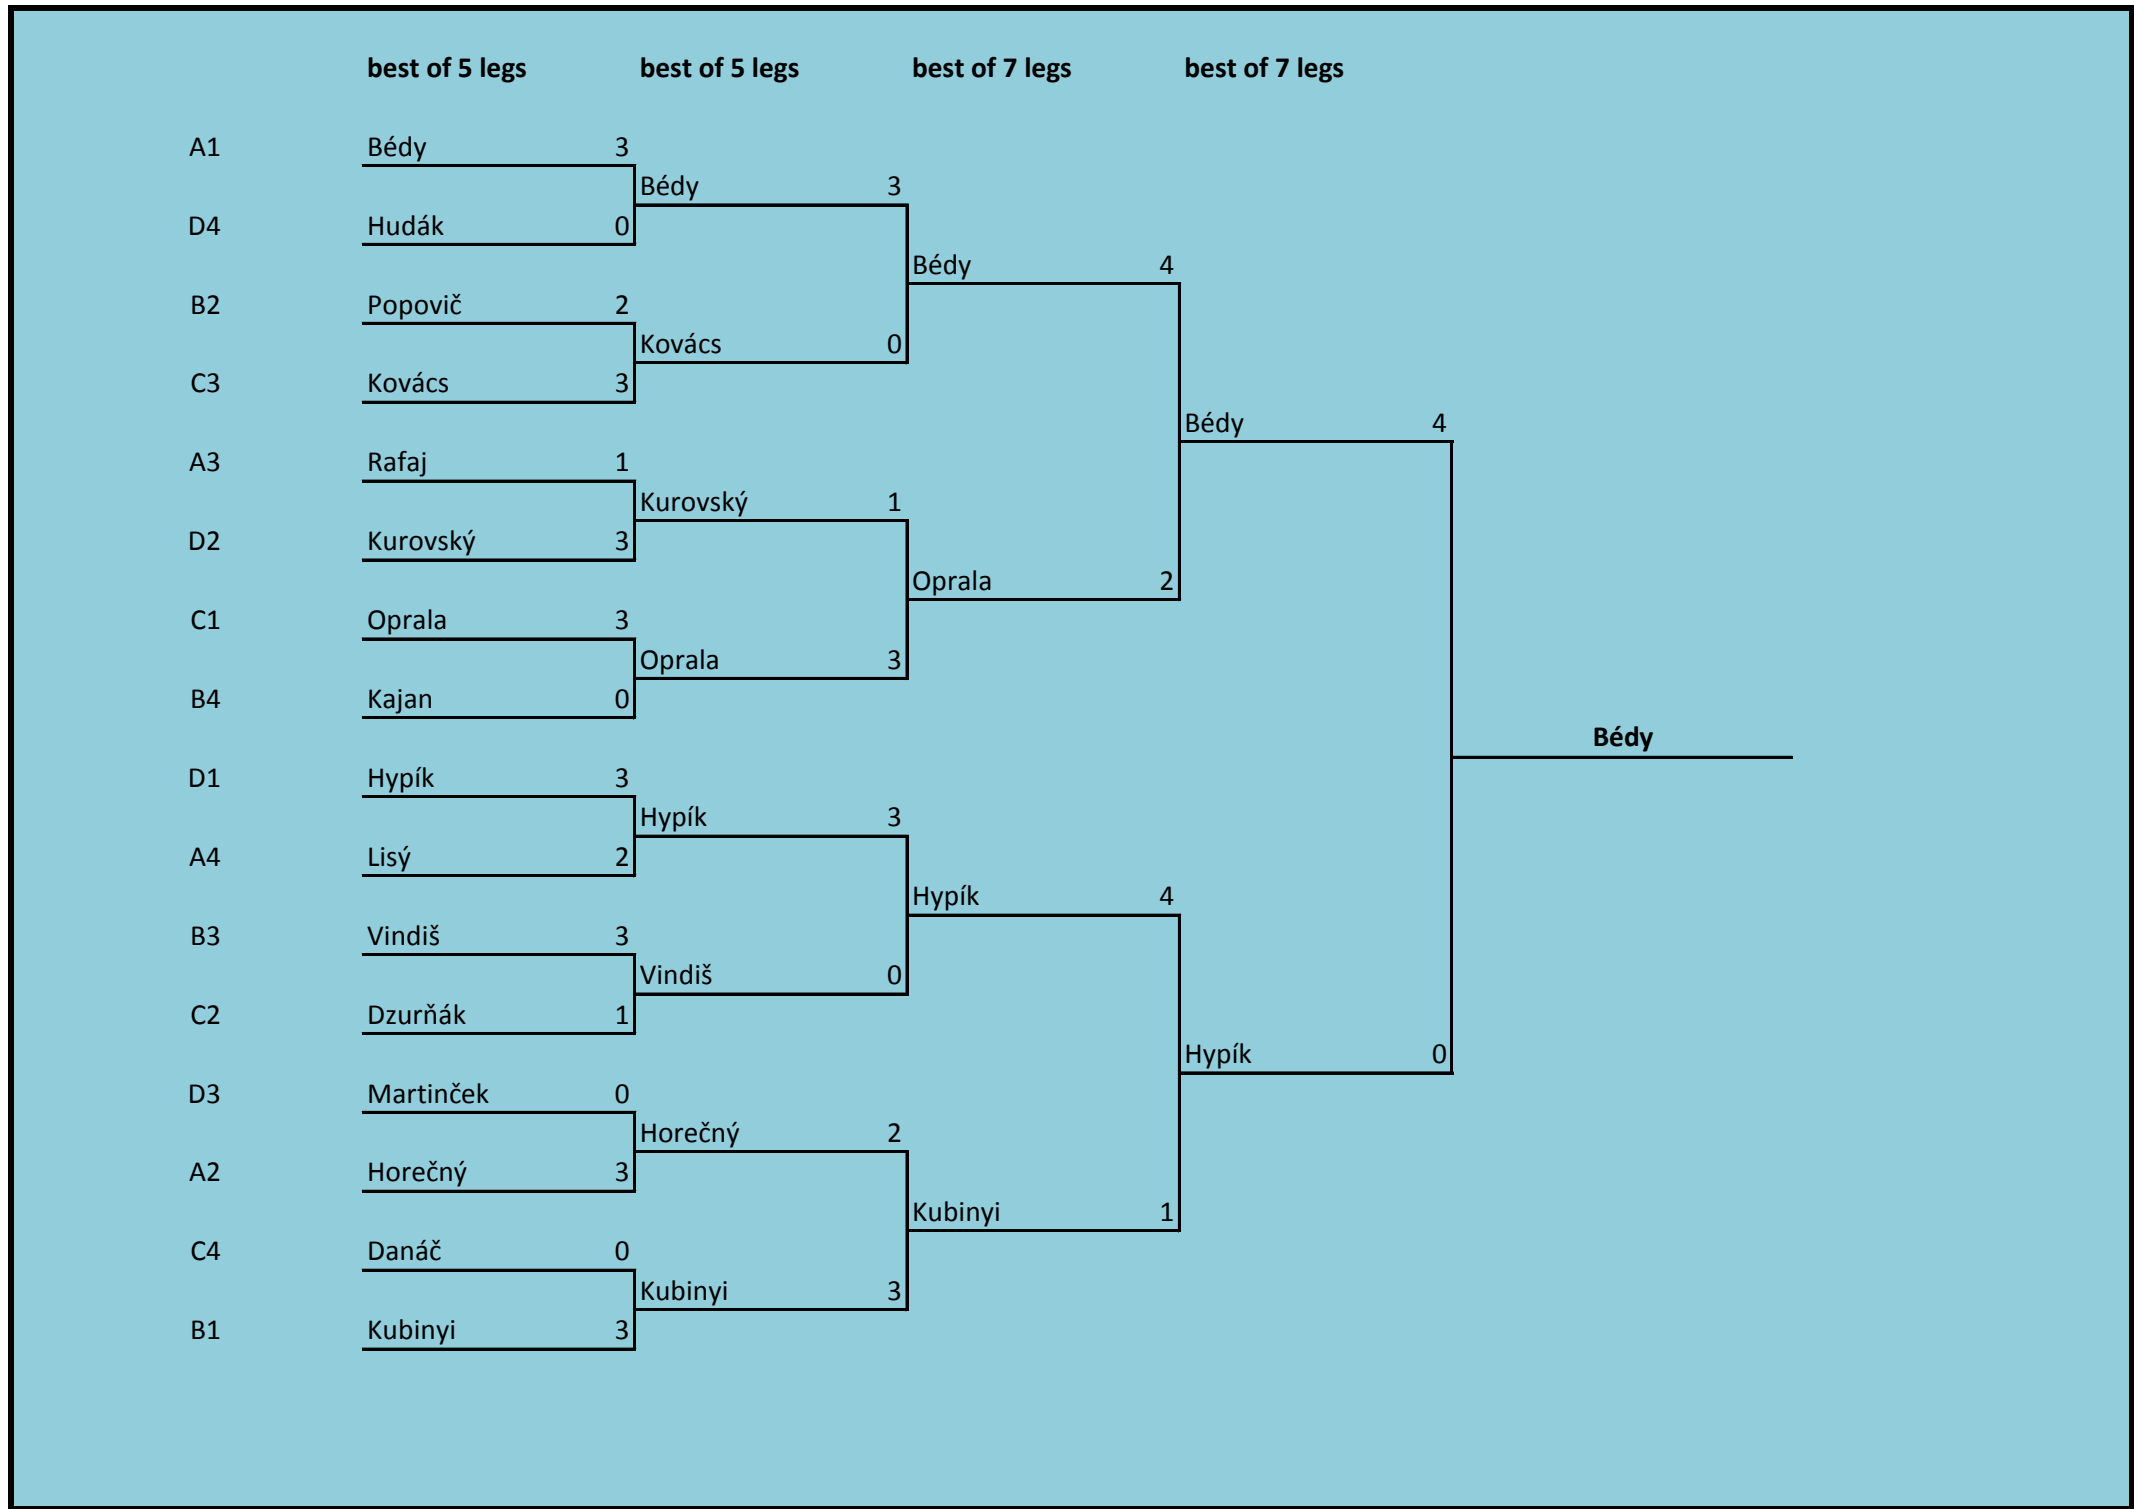 best of 5 legs best of 5 legs best of 7 legs best of 7 legs
A1 Bédy 3
Bédy 3
D4 Hudák 0
Bédy 4
B2 Popovič 2
Kovács 0
C3 Kovács 3
Bédy 4
A3 Rafaj 1
Kurovský 1
D2 Kurovský 3
Oprala 2
C1 Oprala 3
Oprala 3
B4 Kajan 0
Bédy
D1 Hypík 3
Hypík 3
A4 Lisý 2
Hypík 4
B3 Vindiš 3
Vindiš 0
C2 Dzurňák 1
Hypík 0
D3 Martinček 0
Horečný 2
A2 Horečný 3
Kubinyi 1
C4 Danáč 0
Kubinyi 3
B1 Kubinyi 3